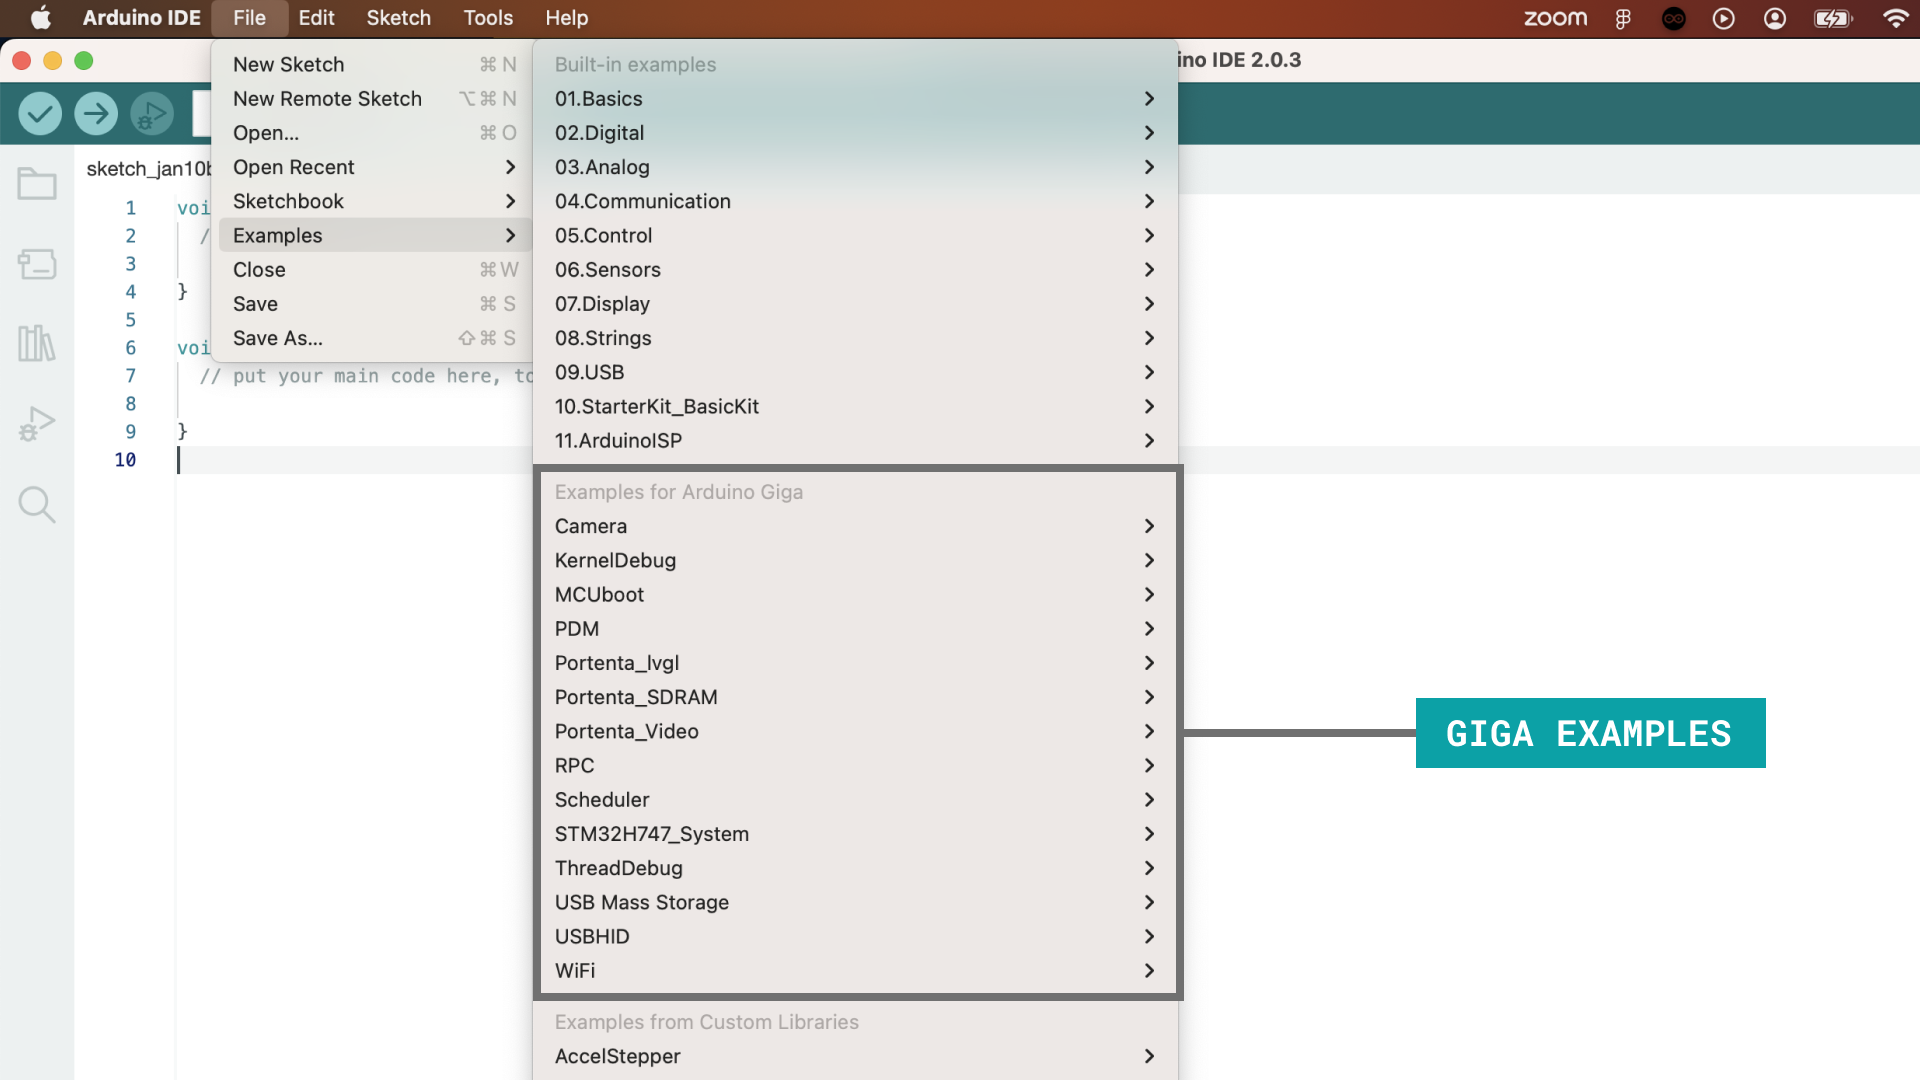 Arduino IDE File Edit Sketch Tools Help zoom
ino IDE 2.0.3
New Sketch ⌘ N
New Remote Sketch ⌥ ⌘ N
Open... ⌘ O
Open Recent
Sketchbook
Examples
Close ⌘ W
Save ⌘ S
Save As... ⇧ ⌘ S
Built-in examples
01.Basics
02.Digital
03.Analog
04.Communication
05.Control
06.Sensors
07.Display
08.Strings
09.USB
10.StarterKit_BasicKit
11.ArduinoISP
Examples for Arduino Giga
Camera
KernelDebug
MCUboot
PDM
Portenta_lvgl
Portenta_SDRAM
Portenta_Video
RPC
Scheduler
STM32H747_System
ThreadDebug
USB Mass Storage
USBHID
WiFi
Examples from Custom Libraries
AccelStepper
sketch_jan10b
1 voi
2 /
3
4 }
5
6 voi
7 // put your main code here, to
8
9 }
10
GIGA EXAMPLES